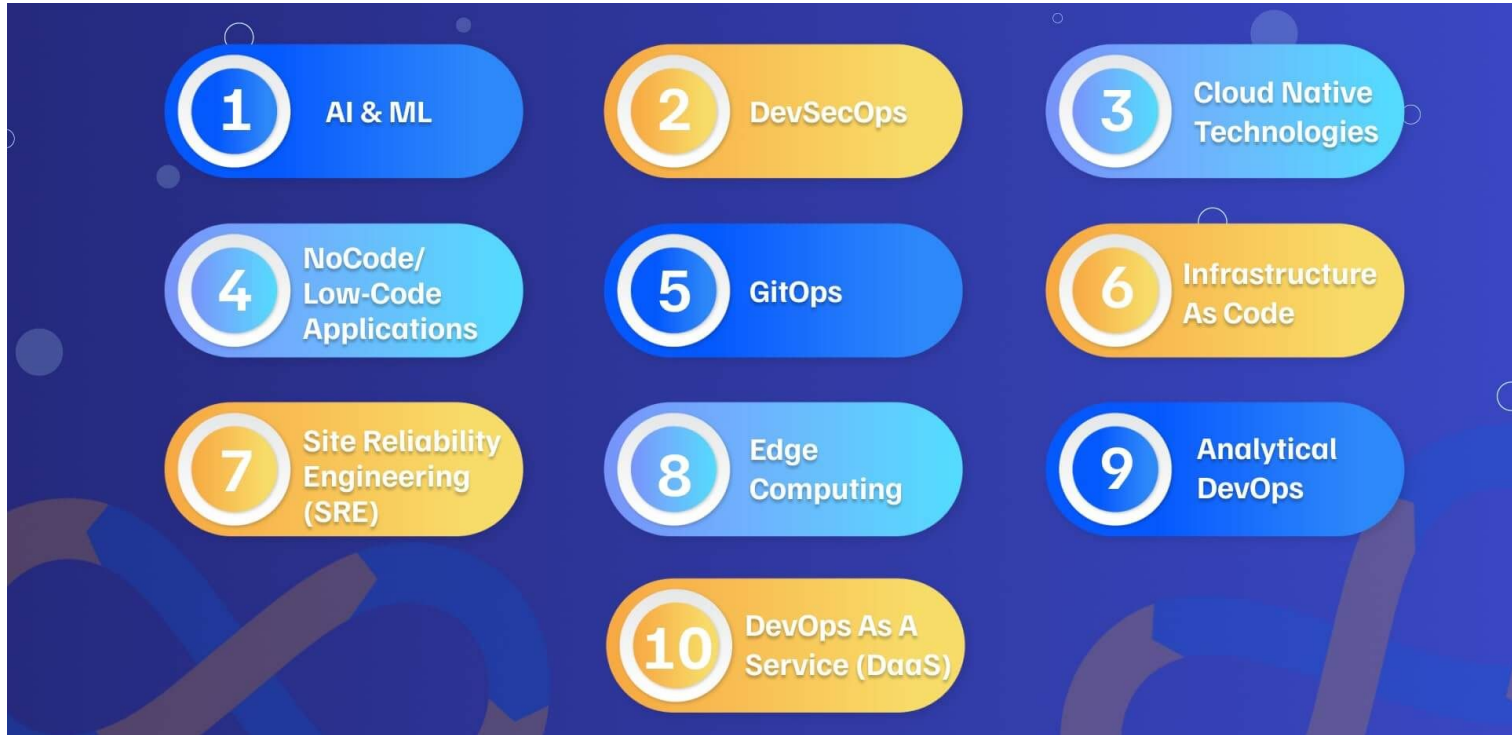 1
AI & ML
2
DevSecOps
3
Cloud Native
Technologies
4
NoCode/
Low-Code
Applications
5
GitOps
6
Infrastructure
As Code
7
Site Reliability
Engineering
(SRE)
8
Edge
Computing
9
Analytical
DevOps
10
DevOps As A
Service (DaaS)